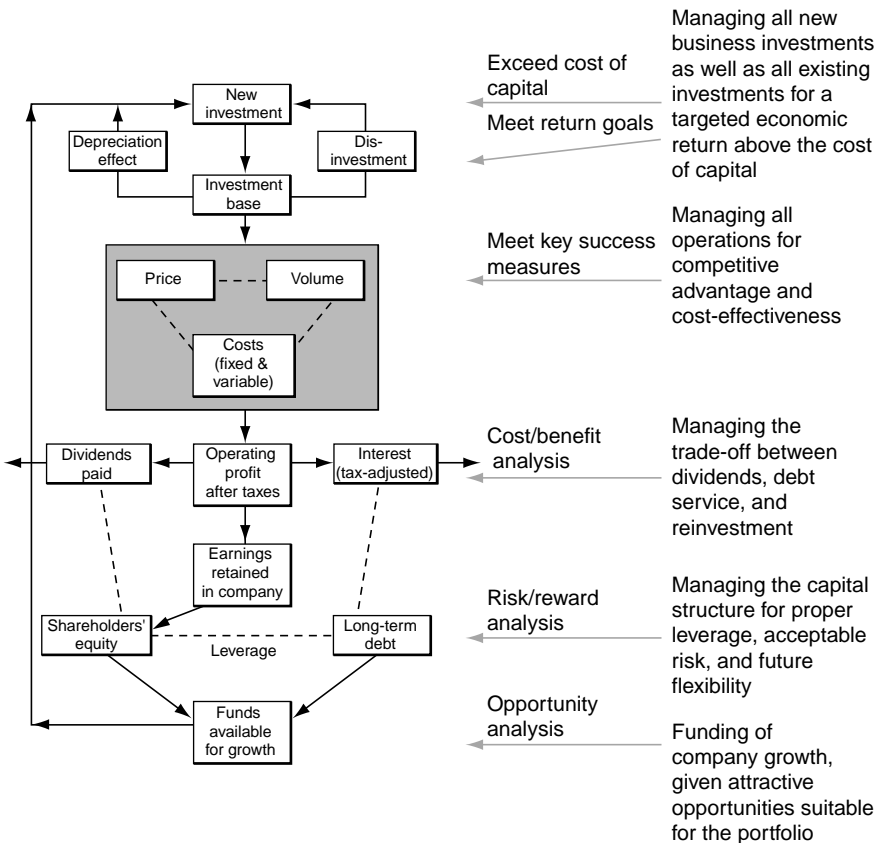 New
investment
Depreciation
effect
Dis-
investment
Investment
base
Price
Volume
Costs
(fixed &
variable)
Dividends
paid
Operating
profit
after taxes
Interest
(tax-adjusted)
Earnings
retained
in company
Shareholders'
equity
Leverage
Long-term
debt
Funds
available
for growth
Exceed cost of
capital
Meet return goals
Managing all new
business investments
as well as all existing
investments for a
targeted economic
return above the cost
of capital
Meet key success
measures
Managing all
operations for
competitive
advantage and
cost-effectiveness
Cost/benefit
analysis
Managing the
trade-off between
dividends, debt
service, and
reinvestment
Risk/reward
analysis
Managing the capital
structure for proper
leverage, acceptable
risk, and future
flexibility
Opportunity
analysis
Funding of
company growth,
given attractive
opportunities suitable
for the portfolio